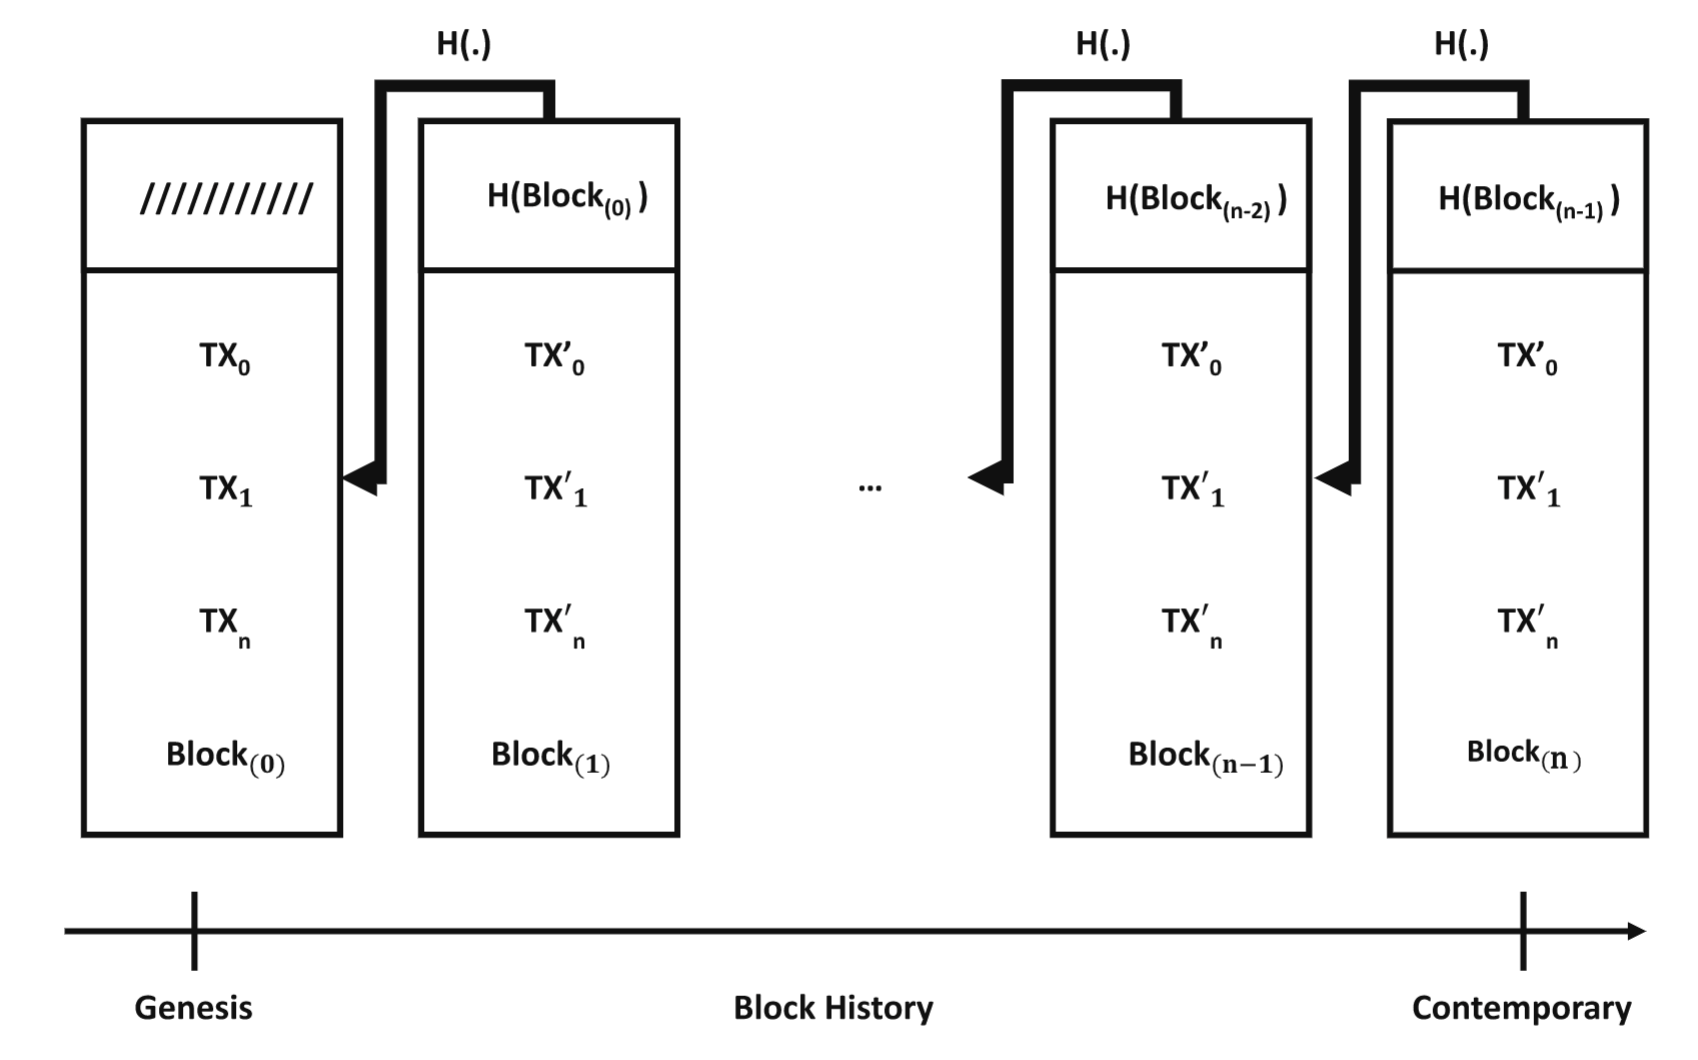 H(.) H(.) H(.)
/////////// H(Block(0) ) H(Block(n-2) ) H(Block(n-1) )
TX0 TX’0 TX’0 TX’0
TX1 TX′1 ... TX′1 TX′1
TXn TX′n TX′n TX′n
Block(0) Block(1) Block(n−1) Block(n )
Genesis Block History Contemporary